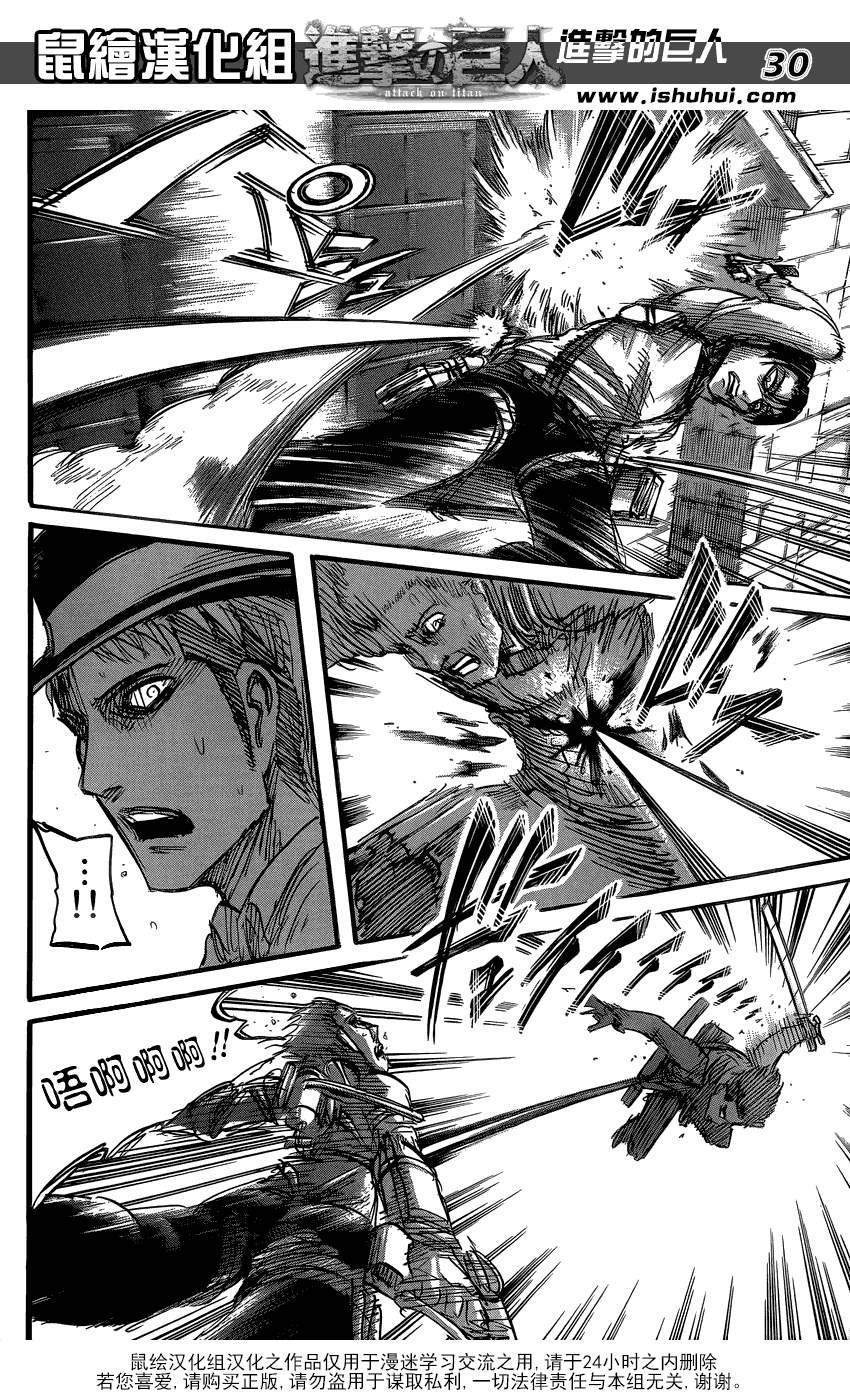 鼠繪漢化組
進撃の巨人
attack on titan
進擊的巨人
30
www.ishuhui.com
…!!
唔啊啊啊!!
鼠绘汉化组汉化之作品仅用于漫迷学习交流之用,请于24小时之内删除
若您喜爱,请购买正版,请勿盗用于谋取私利,一切法律责任与本组无关,谢谢。